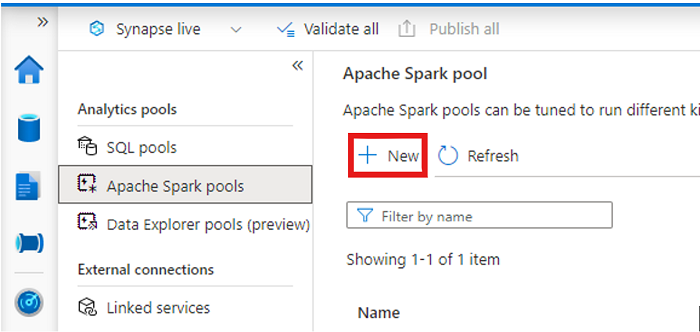 Synapse live
Validate all
Publish all
Analytics pools
SQL pools
Apache Spark pools
Data Explorer pools (preview)
External connections
Linked services
Apache Spark pool
Apache Spark pools can be tuned to run different
New
Refresh
Filter by name
Showing 1-1 of 1 item
Name